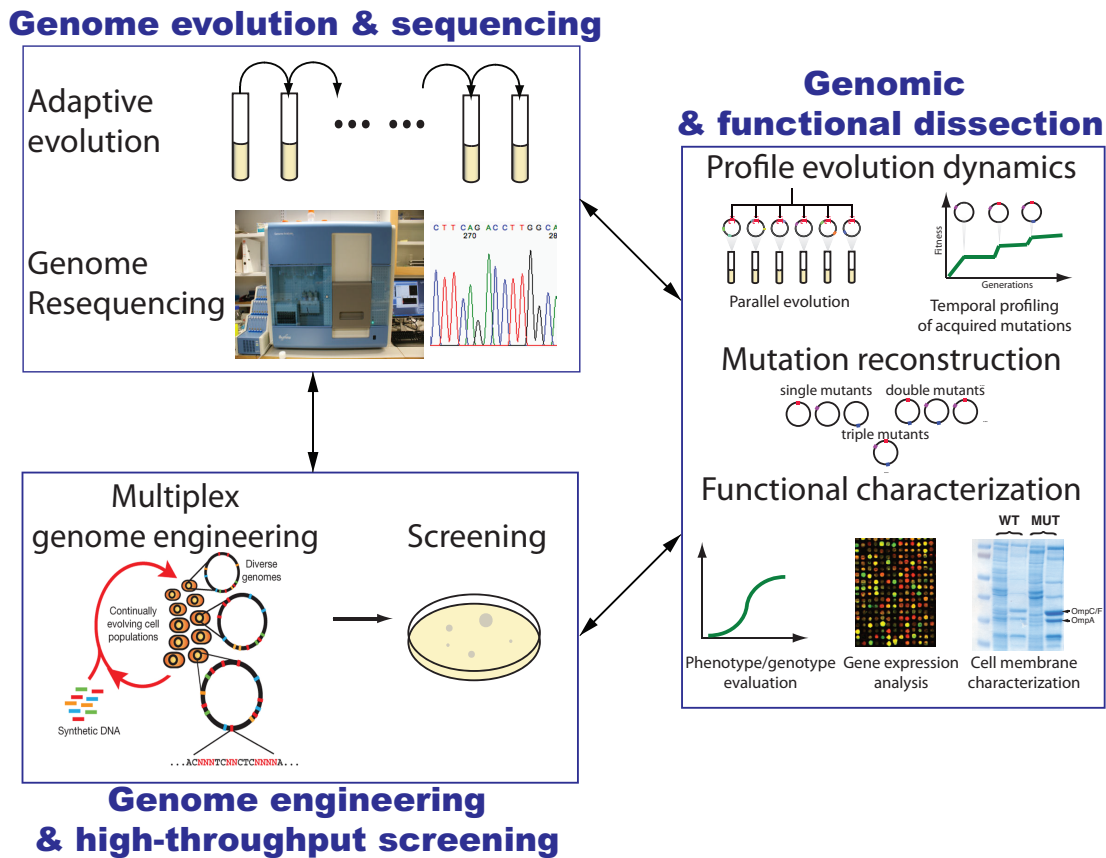 Genome evolution & sequencing
Adaptive
evolution
Genome
Resequencing
C T T C A G A C C T T G G C A
270
28
Genomic
& functional dissection
Profile evolution dynamics
Parallel evolution
Fitness
Generations
Temporal profiling
of acquired mutations
Mutation reconstruction
single mutants
double mutants
triple mutants
Functional characterization
Phenotype/genotype
evaluation
Gene expression
analysis
WT MUT
OmpC/F
OmpA
Cell membrane
characterization
Multiplex
genome engineering
Diverse
genomes
Continually
evolving cell
populations
Synthetic DNA
...ACNNNTCNNCTCNNNNA...
Screening
Genome engineering
& high-throughput screening